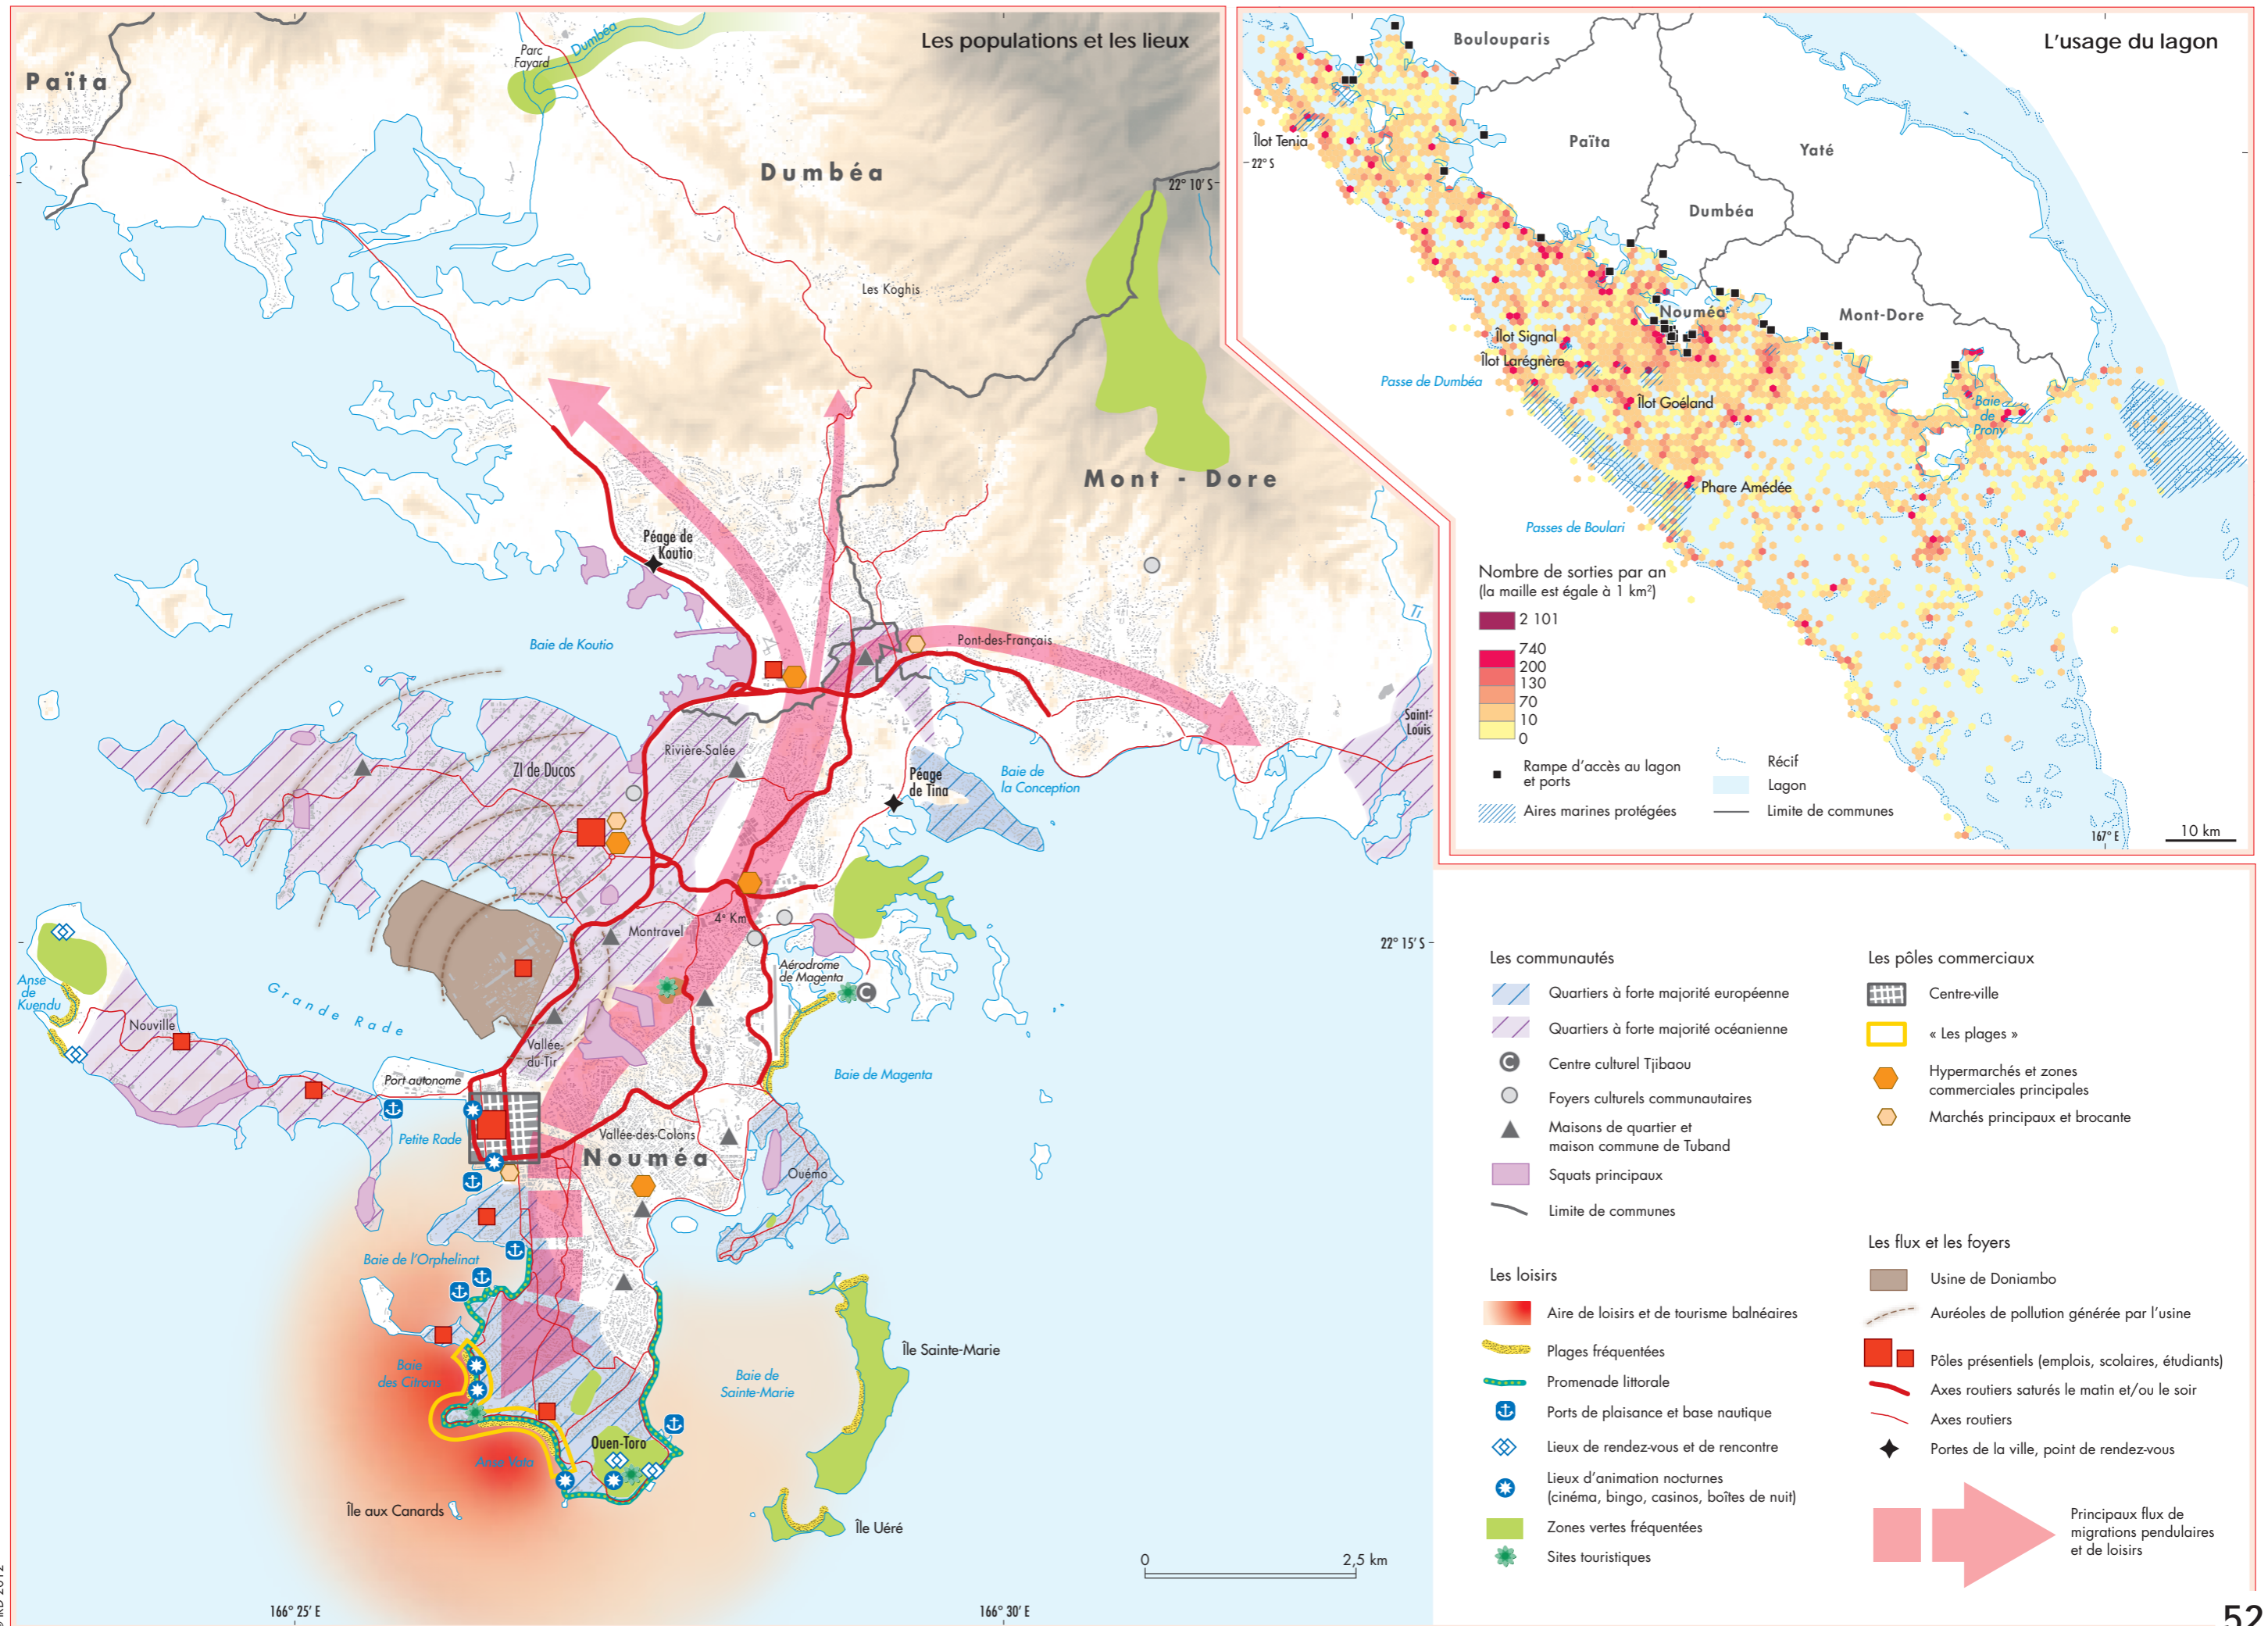 Les populations et les lieux
Païta
Parc
Fayard
Dumbéa
Dumbéa
22° 10' S
Les Koghis
Mont - Dore
Péage de
Koutio
Baie de Koutio
Pont-des-Français
Ti
Saint-
Louis
Rivière-Salée
ZI de Ducos
Péage
de Tina
Baie de
la Conception
4e Km
Montravel
22° 15' S
Aérodrome
de Magenta
C
Anse
de
Kuendu
Grande Rade
Nouville
Vallée-
du-Tir
Port autonome
Baie de Magenta
Petite Rade
Vallée-des-Colons
Nouméa
Ouémo
Baie de l'Orphelinat
Île Sainte-Marie
Baie
des Citrons
Baie de
Sainte-Marie
Ouen-Toro
Anse Vata
Île aux Canards
Île Uéré
0
2,5 km
166° 25' E
166° 30' E
L'usage du lagon
Boulouparis
Îlot Tenia
22° S
Païta
Yaté
Dumbéa
Nouméa
Mont-Dore
Îlot Signal
Îlot Larégnère
Passe de Dumbéa
Îlot Goéland
Baie
de
Prony
Phare Amédée
Passes de Boulari
Nombre de sorties par an
(la maille est égale à 1 km²)
2 101
740
200
130
70
10
0
Rampe d'accès au lagon
et ports
Aires marines protégées
Récif
Lagon
Limite de communes
167° E
10 km
Les communautés
Quartiers à forte majorité européenne
Quartiers à forte majorité océanienne
C
Centre culturel Tjibaou
Foyers culturels communautaires
Maisons de quartier et
maison commune de Tuband
Squats principaux
Limite de communes
Les loisirs
Aire de loisirs et de tourisme balnéaires
Plages fréquentées
Promenade littorale
Ports de plaisance et base nautique
Lieux de rendez-vous et de rencontre
Lieux d'animation nocturnes
(cinéma, bingo, casinos, boîtes de nuit)
Zones vertes fréquentées
Sites touristiques
Les pôles commerciaux
Centre-ville
« Les plages »
Hypermarchés et zones
commerciales principales
Marchés principaux et brocante
Les flux et les foyers
Usine de Doniambo
Auréoles de pollution générée par l'usine
Pôles présentiels (emplois, scolaires, étudiants)
Axes routiers saturés le matin et/ou le soir
Axes routiers
Portes de la ville, point de rendez-vous
Principaux flux de
migrations pendulaires
et de loisirs
52